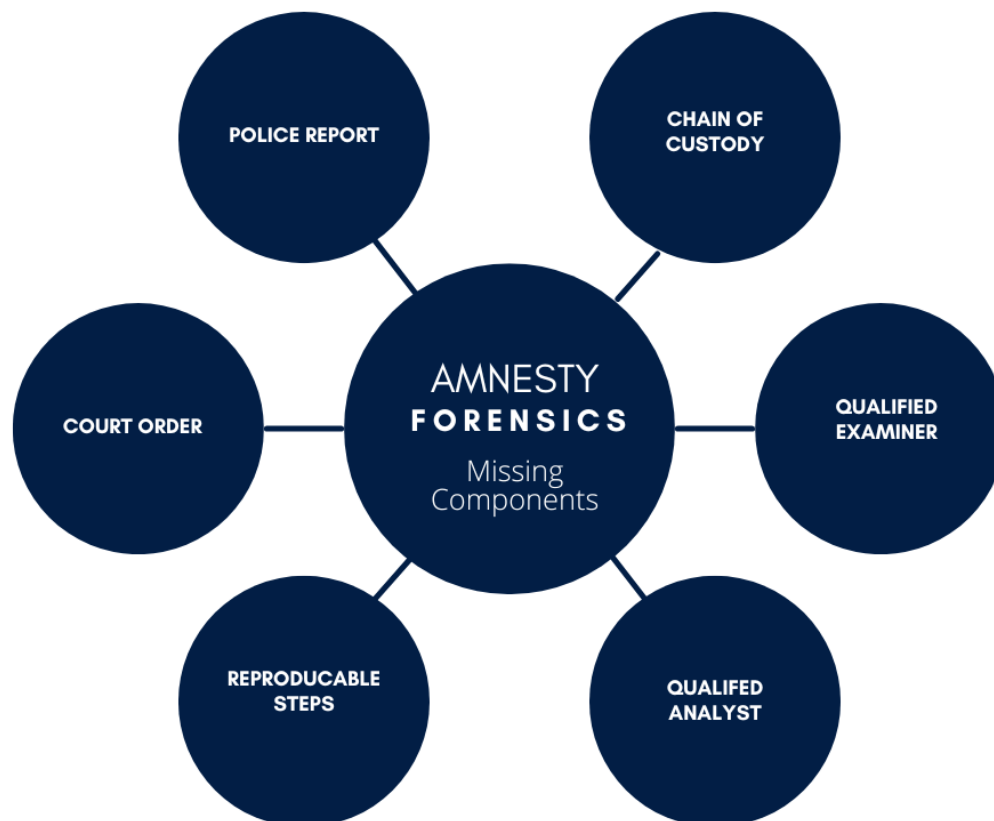 POLICE REPORT
CHAIN OF
CUSTODY
COURT ORDER
AMNESTY
FORENSICS
Missing
Components
QUALIFIED
EXAMINER
REPRODUCABLE
STEPS
QUALIFED
ANALYST